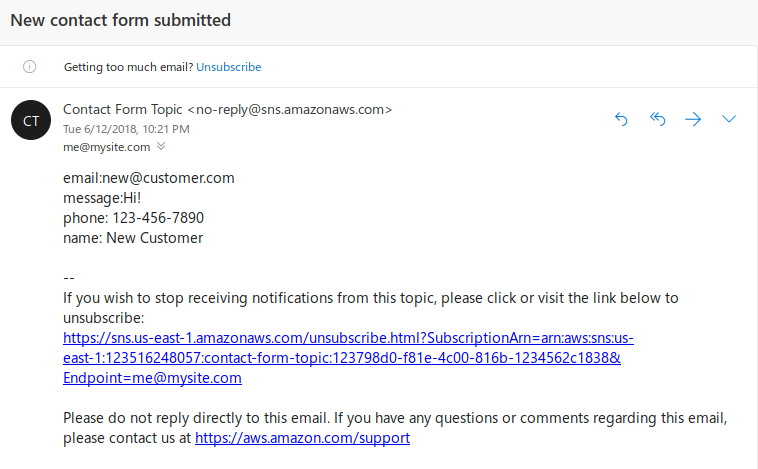 New contact form submitted
Getting too much email? Unsubscribe
CT
Contact Form Topic <no-reply@sns.amazonaws.com>
Tue 6/12/2018, 10:21 PM
me@mysite.com
email:new@customer.com
message:Hi!
phone: 123-456-7890
name: New Customer
--
If you wish to stop receiving notifications from this topic, please click or visit the link below to
unsubscribe:
https://sns.us-east-1.amazonaws.com/unsubscribe.html?SubscriptionArn=arn:aws:sns:us-
east-1:123516248057:contact-form-topic:123798d0-f81e-4c00-816b-1234562c1838&
Endpoint=me@mysite.com
Please do not reply directly to this email. If you have any questions or comments regarding this email,
please contact us at https://aws.amazon.com/support